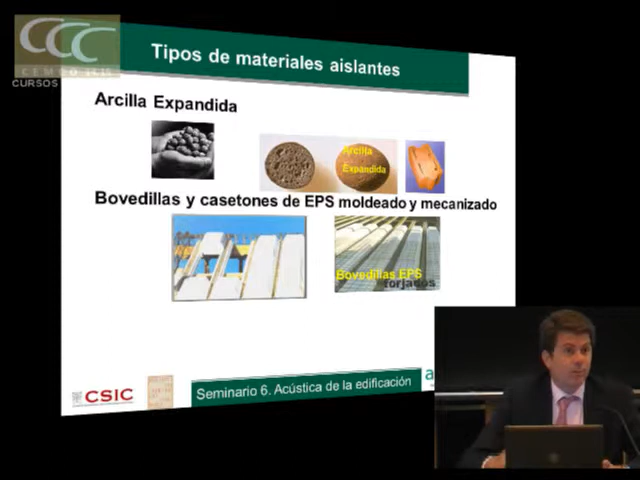 CCC
CURSOS
Tipos de materiales aislantes
Arcilla Expandida
Arcilla
Expandida
Bovedillas y casetones de EPS moldeado y mecanizado
Bovedillas EPS
forjados
CSIC
Seminario 6. Acústica de la edificación